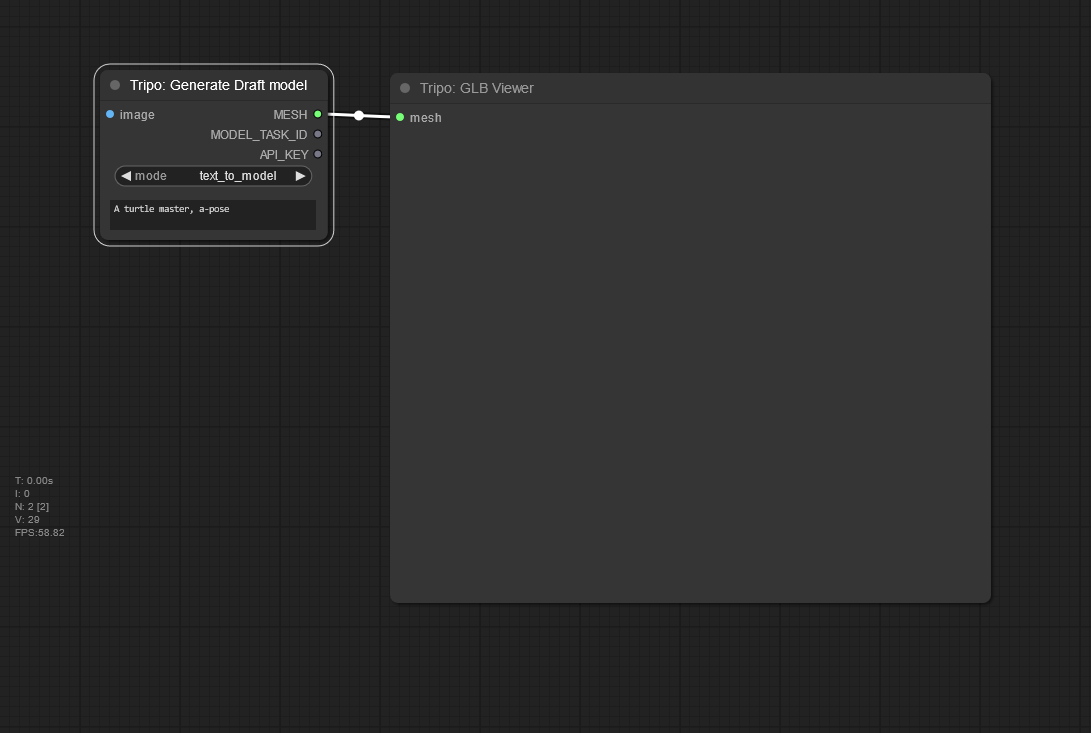 Tripo: Generate Draft model
image
MESH
MODEL_TASK_ID
API_KEY
mode text_to_model
A turtle master, a-pose
Tripo: GLB Viewer
mesh
T: 0.00s
I: 0
N: 2 [2]
V: 29
FPS:58.82